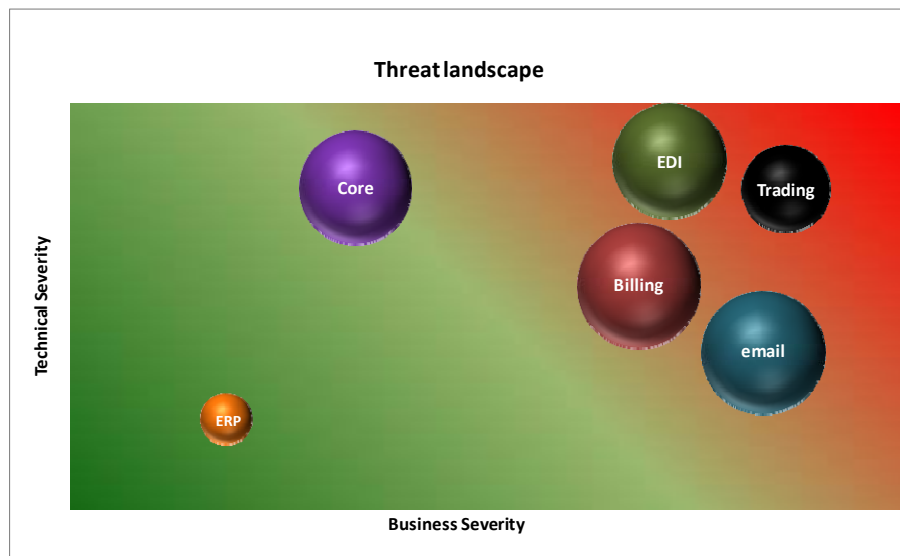 Threat landscape
EDI
Core
Trading
Billing
email
ERP
Technical Severity
Business Severity